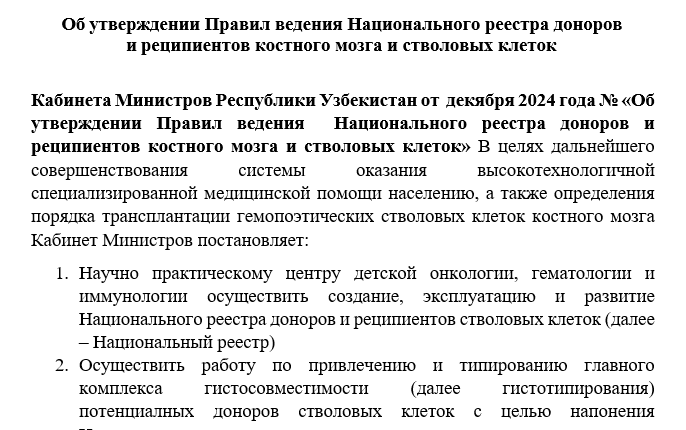 Об утверждении Правил ведения Национального реестра доноров
и реципиентов костного мозга и стволовых клеток
Кабинета Министров Республики Узбекистан от декября 2024 года № «Об
утверждении Правил ведения Национального реестра доноров и
реципиентов костного мозга и стволовых клеток» В целях дальнейшего
совершенствования системы оказания высокотехнологичной
специализированной медицинской помощи населению, а также определения
порядка трансплантации гемопоэтических стволовых клеток костного мозга
Кабинет Министров постановляет:
1. Научно практическому центру детской онкологии, гематологии и
иммунологии осуществить создание, эксплуатацию и развитие
Национального реестра доноров и реципиентов стволовых клеток (далее
– Национальный реестр)
2. Осуществить работу по привлечению и типированию главного
комплекса гистосовместимости (далее гистотипирования)
потенциалных доноров стволовых клеток с целью напонения